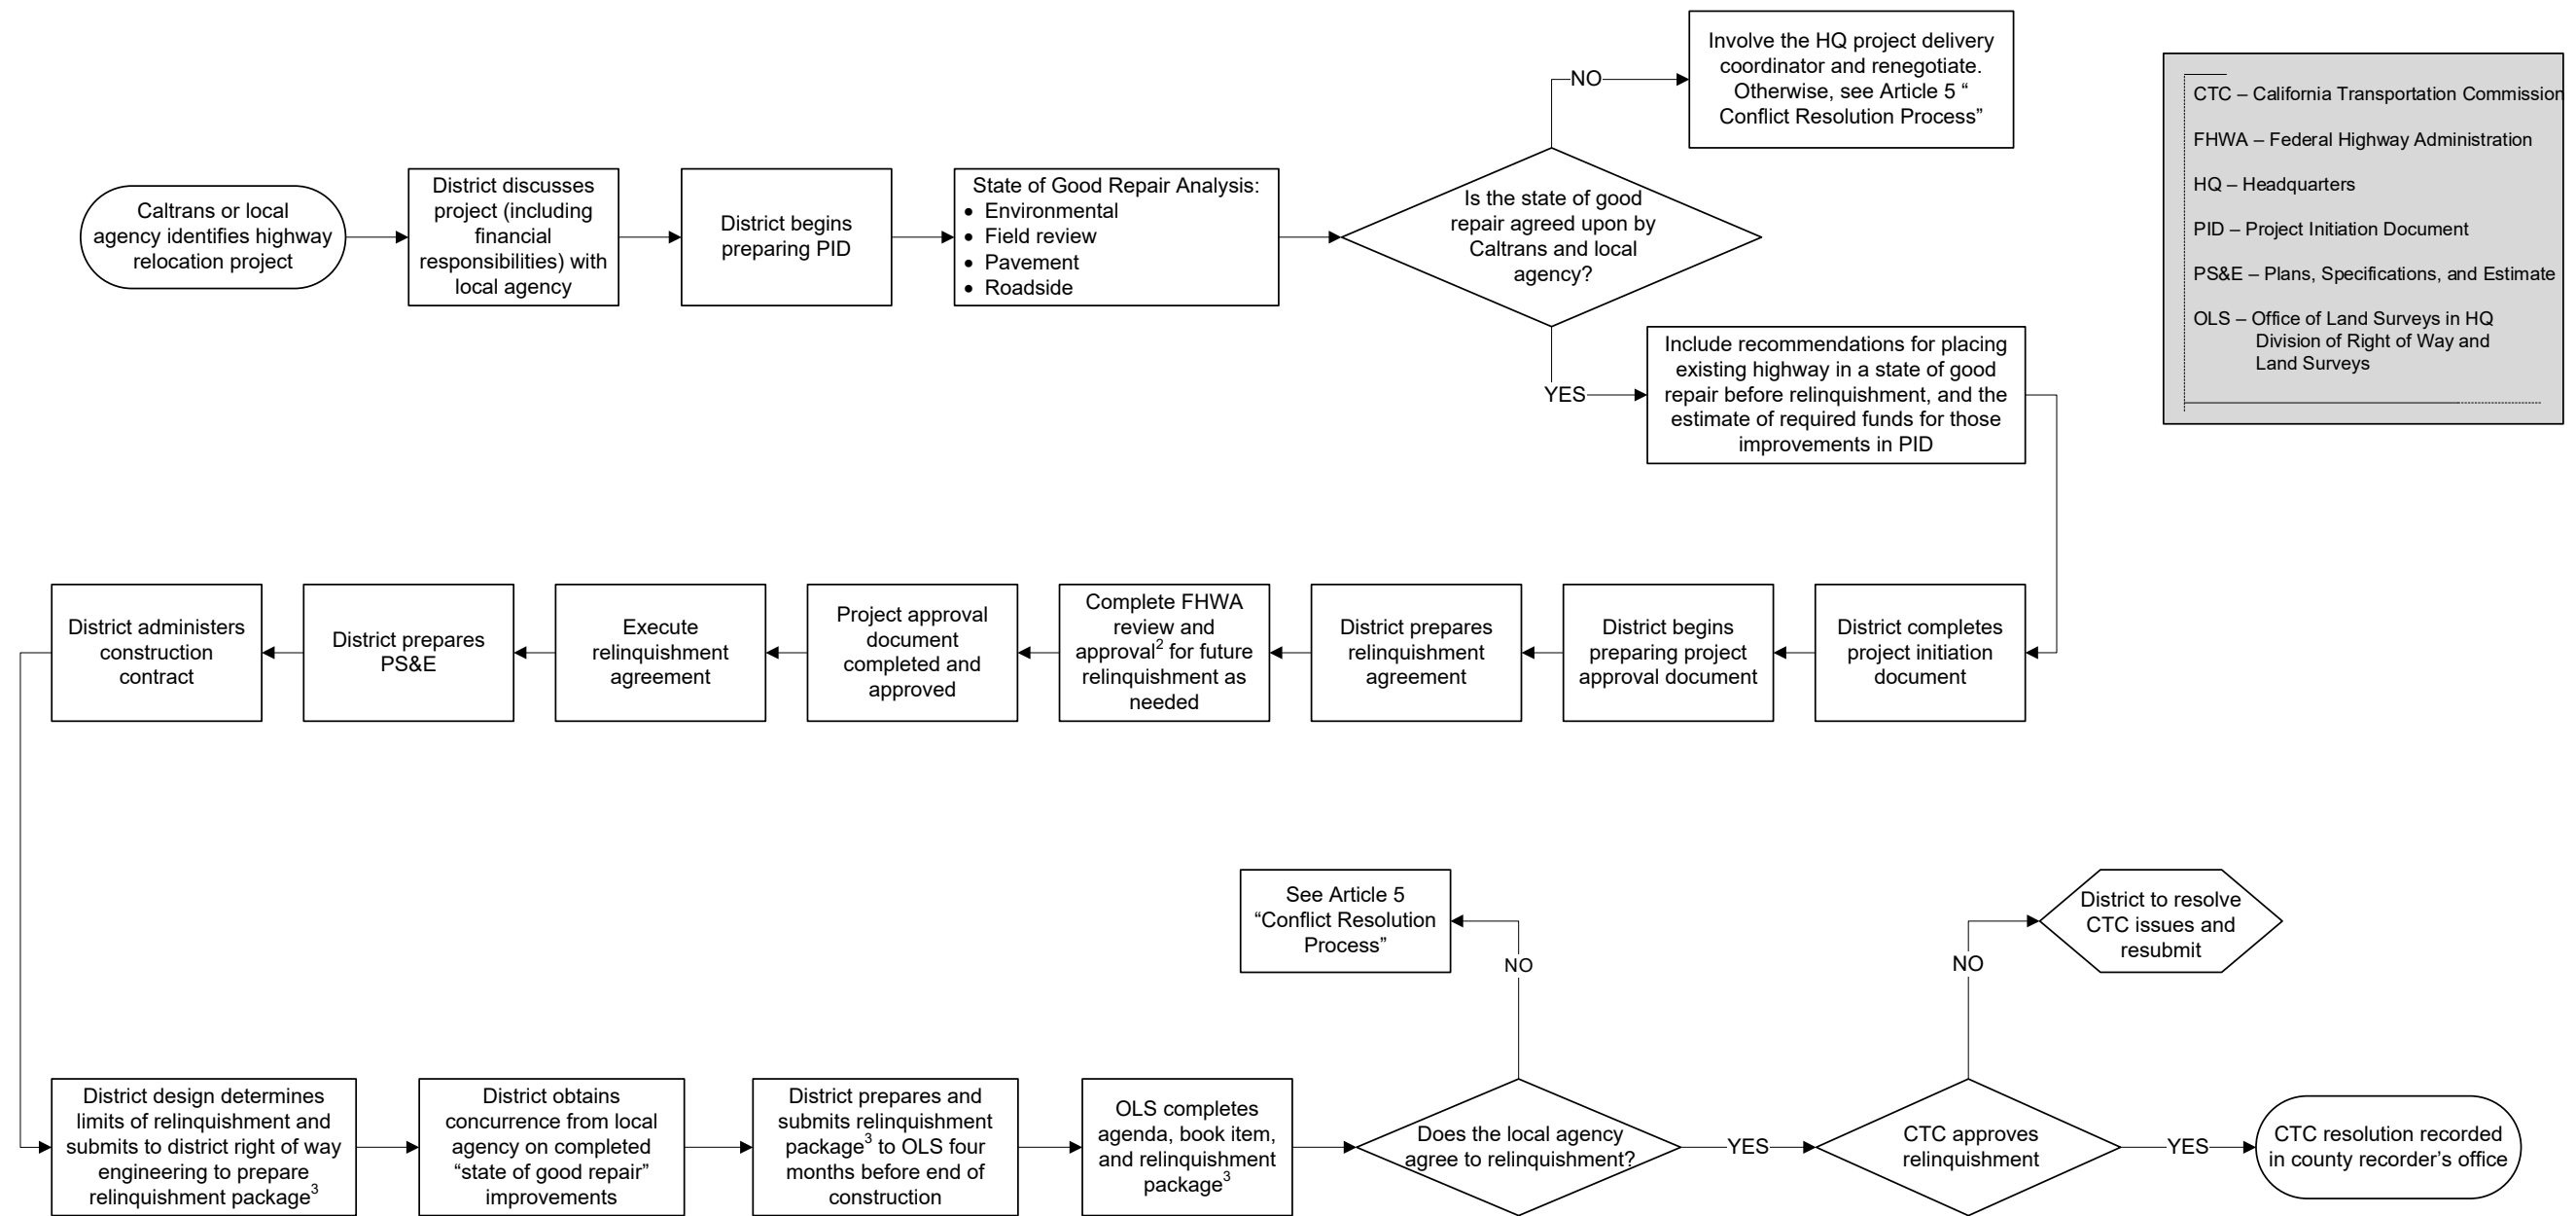 Caltrans or local
agency identifies highway
relocation project
District discusses
project (including
financial
responsibilities) with
local agency
District begins
preparing PID
State of Good Repair Analysis:
• Environmental
• Field review
• Pavement
• Roadside
Is the state of good
repair agreed upon by
Caltrans and local
agency?
NO
Involve the HQ project delivery
coordinator and renegotiate.
Otherwise, see Article 5 “
Conflict Resolution Process”
YES
Include recommendations for placing
existing highway in a state of good
repair before relinquishment, and the
estimate of required funds for those
improvements in PID
CTC – California Transportation Commission
FHWA – Federal Highway Administration
HQ – Headquarters
PID – Project Initiation Document
PS&E – Plans, Specifications, and Estimate
OLS – Office of Land Surveys in HQ
Division of Right of Way and
Land Surveys
District completes
project initiation
document
District begins
preparing project
approval document
District prepares
relinquishment
agreement
Complete FHWA
review and
approval2 for future
relinquishment as
needed
Project approval
document
completed and
approved
Execute
relinquishment
agreement
District prepares
PS&E
District administers
construction
contract
District design determines
limits of relinquishment and
submits to district right of way
engineering to prepare
relinquishment package3
District obtains
concurrence from local
agency on completed
“state of good repair”
improvements
District prepares and
submits relinquishment
package3 to OLS four
months before end of
construction
OLS completes
agenda, book item,
and relinquishment
package3
Does the local agency
agree to relinquishment?
NO
See Article 5
“Conflict Resolution
Process”
YES
CTC approves
relinquishment
NO
District to resolve
CTC issues and
resubmit
YES
CTC resolution recorded
in county recorder’s office